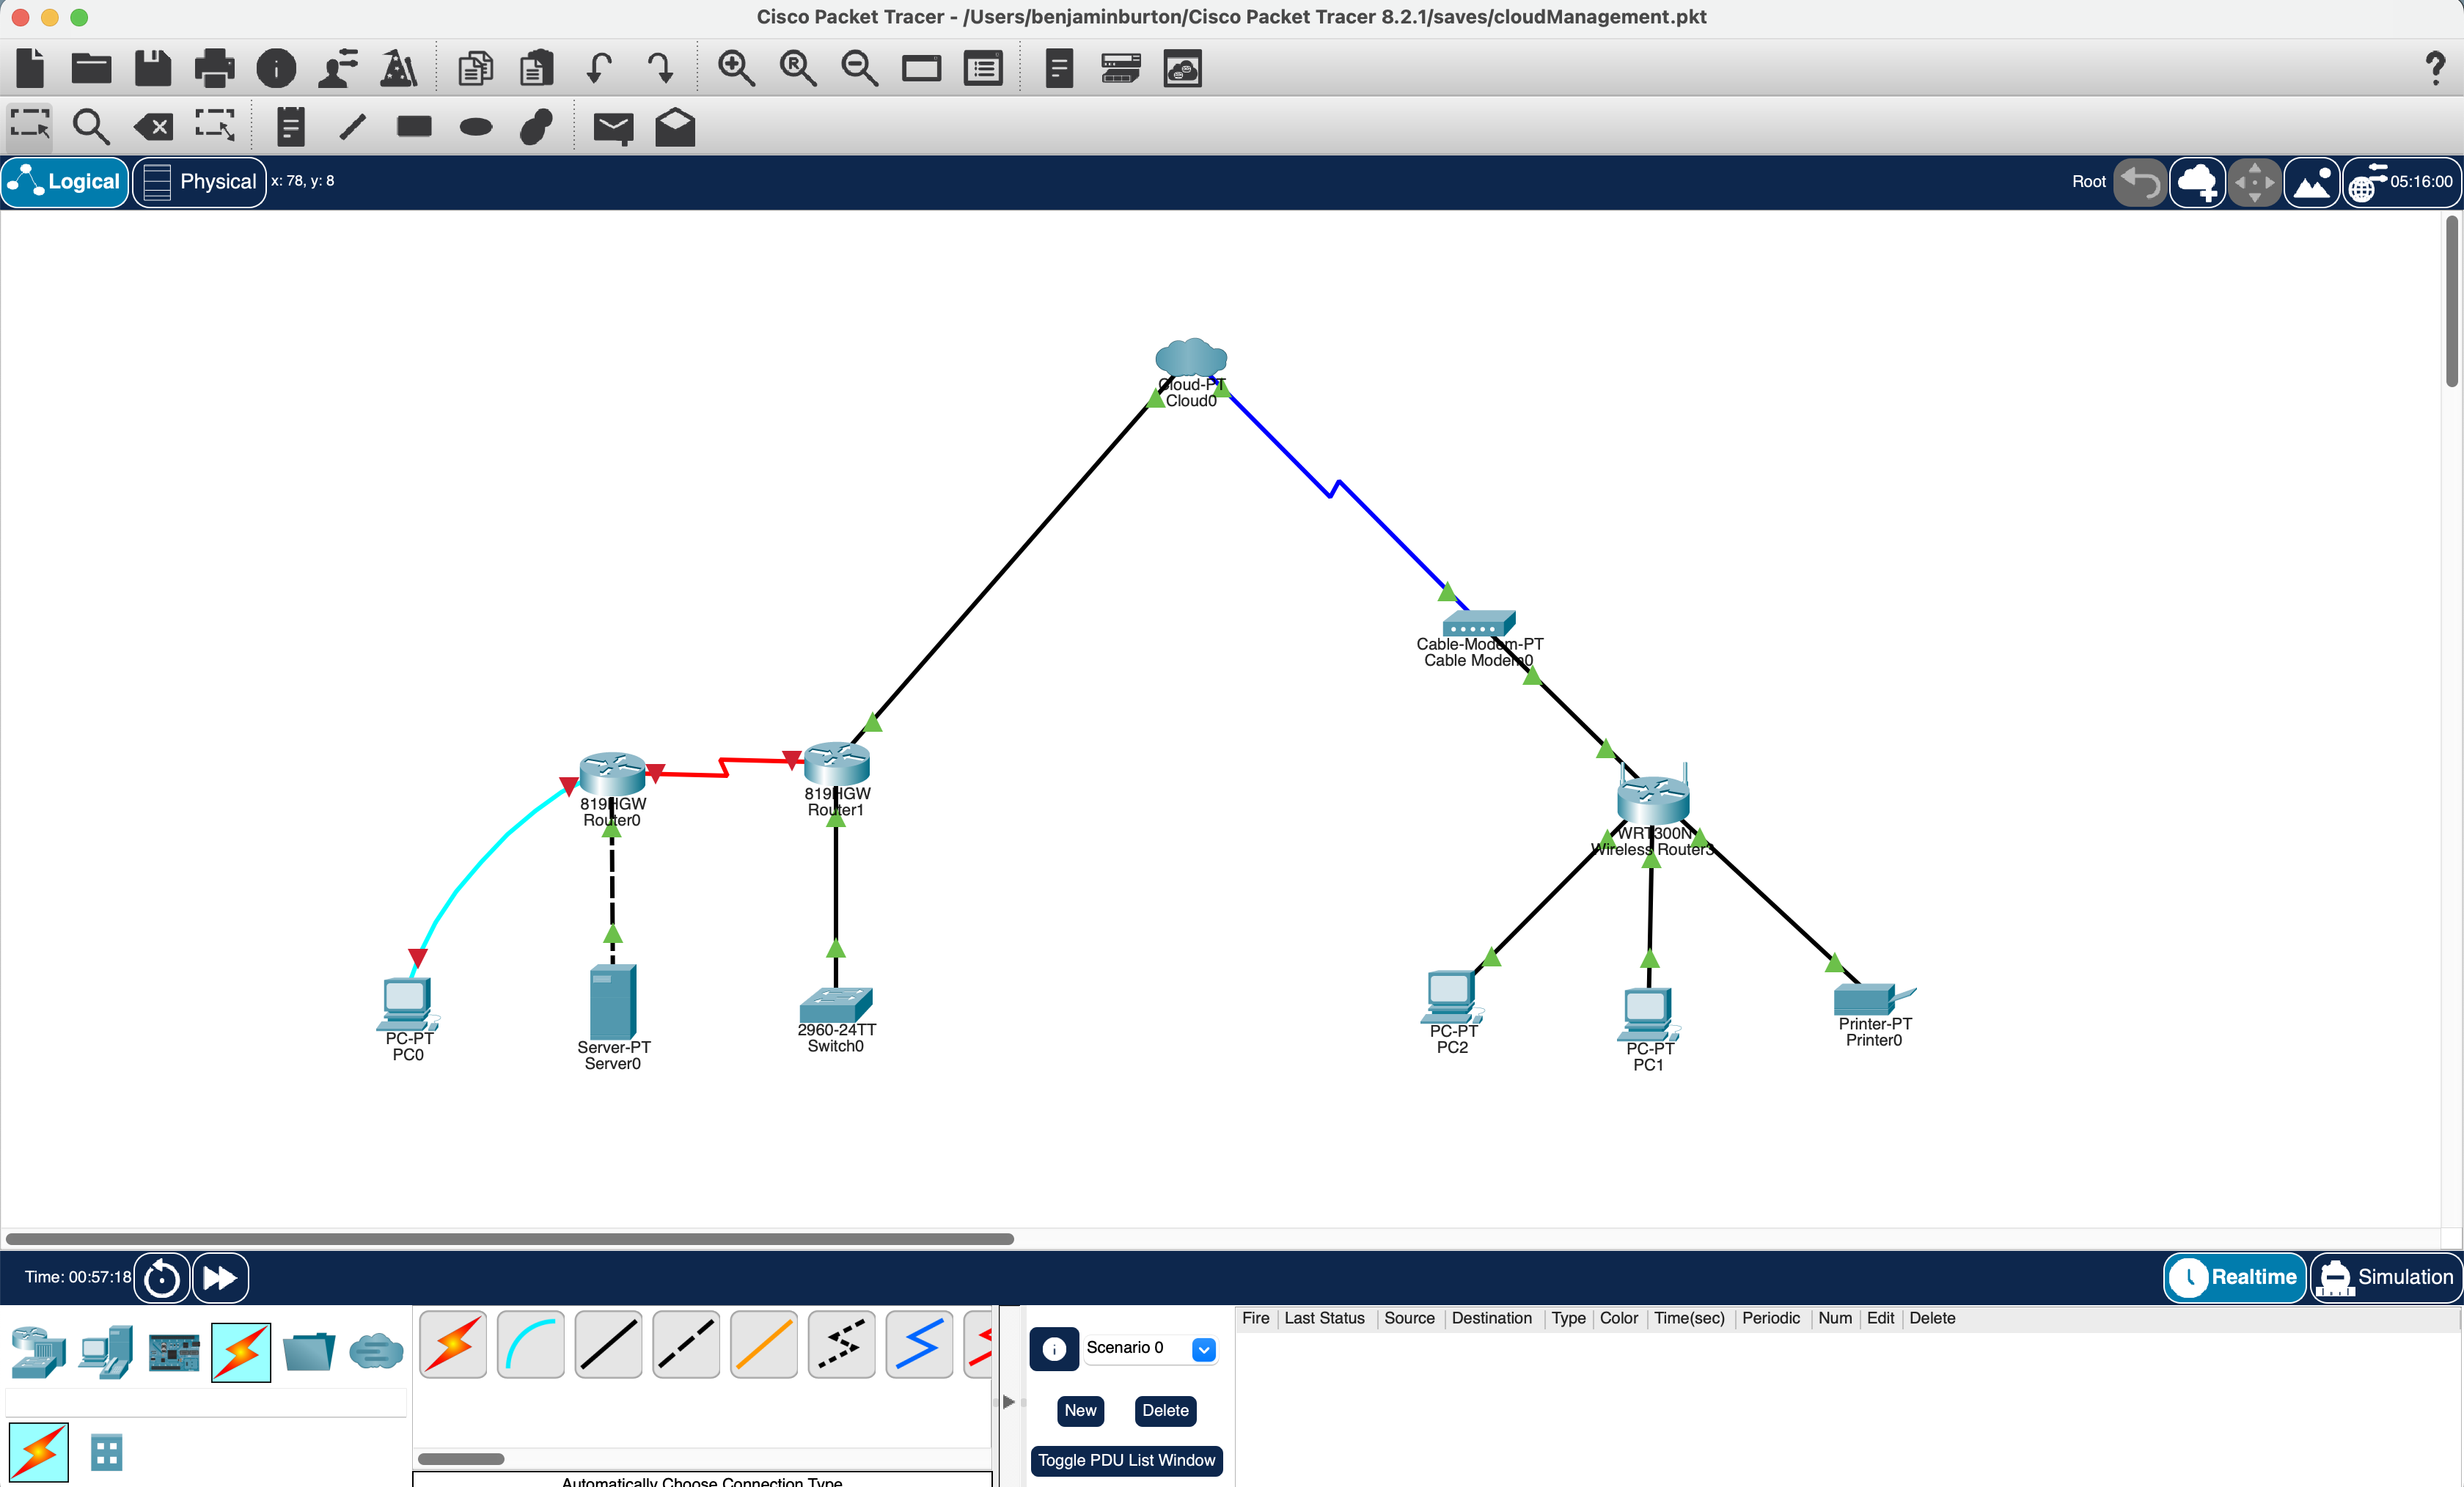 Cisco Packet Tracer - /Users/benjaminburton/Cisco Packet Tracer 8.2.1/saves/cloudManagement.pkt
Logical
Physical
x: 78, y: 8
Root
05:16:00
Cloud-PT
Cloud0
Cable-Modem-PT
Cable Modem0
819HGW
Router0
819HGW
Router1
WRT300N
Wireless Router3
PC-PT
PC0
Server-PT
Server0
2960-24TT
Switch0
PC-PT
PC2
PC-PT
PC1
Printer-PT
Printer0
Time: 00:57:18
Realtime
Simulation
Scenario 0
New
Delete
Toggle PDU List Window
Fire Last Status Source Destination Type Color Time(sec) Periodic Num Edit Delete
Automatically Choose Connection Type